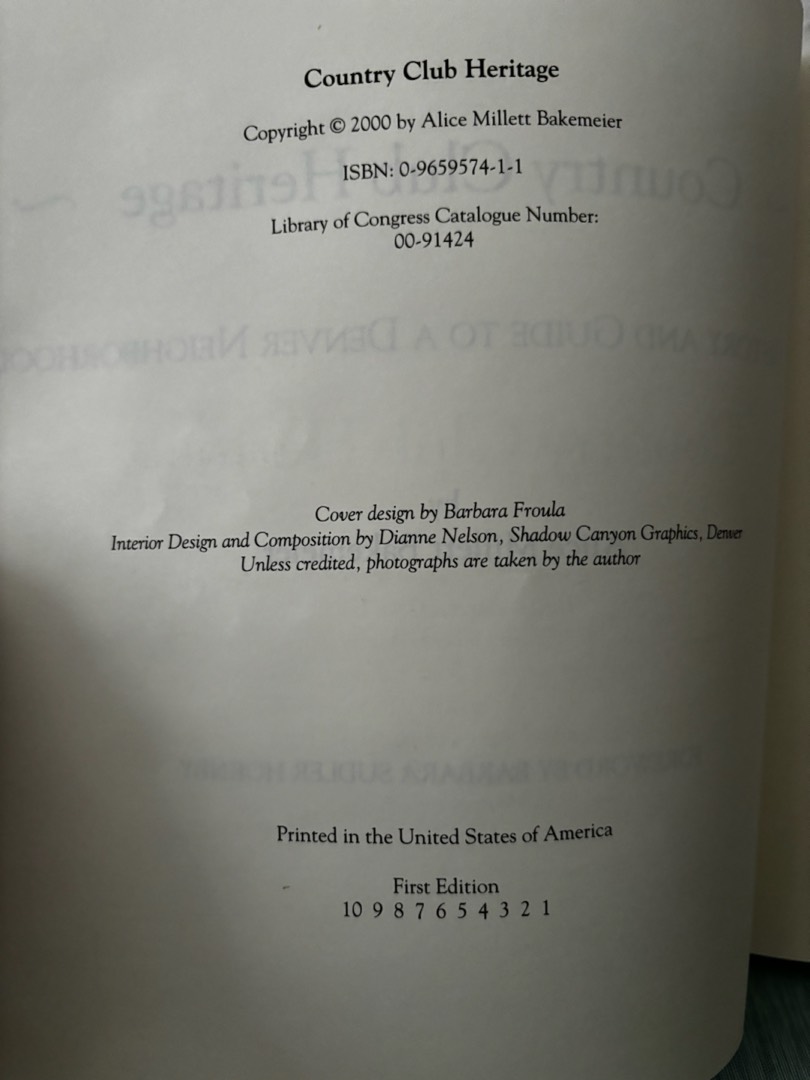 Country Club Heritage
Copyright © 2000 by Alice Millett Bakemeier
ISBN: 0-9659574-1-1
Library of Congress Catalogue Number:
00-91424
Cover design by Barbara Froula
Interior Design and Composition by Dianne Nelson, Shadow Canyon Graphics, Denver
Unless credited, photographs are taken by the author
Printed in the United States of America
First Edition
10 9 8 7 6 5 4 3 2 1